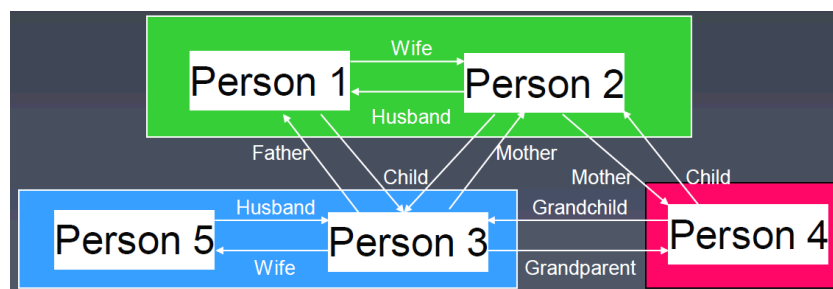 Wife
Person 1
Person 2
Husband
Father
Child
Mother
Mother
Child
Husband
Grandchild
Person 5
Person 3
Person 4
Wife
Grandparent